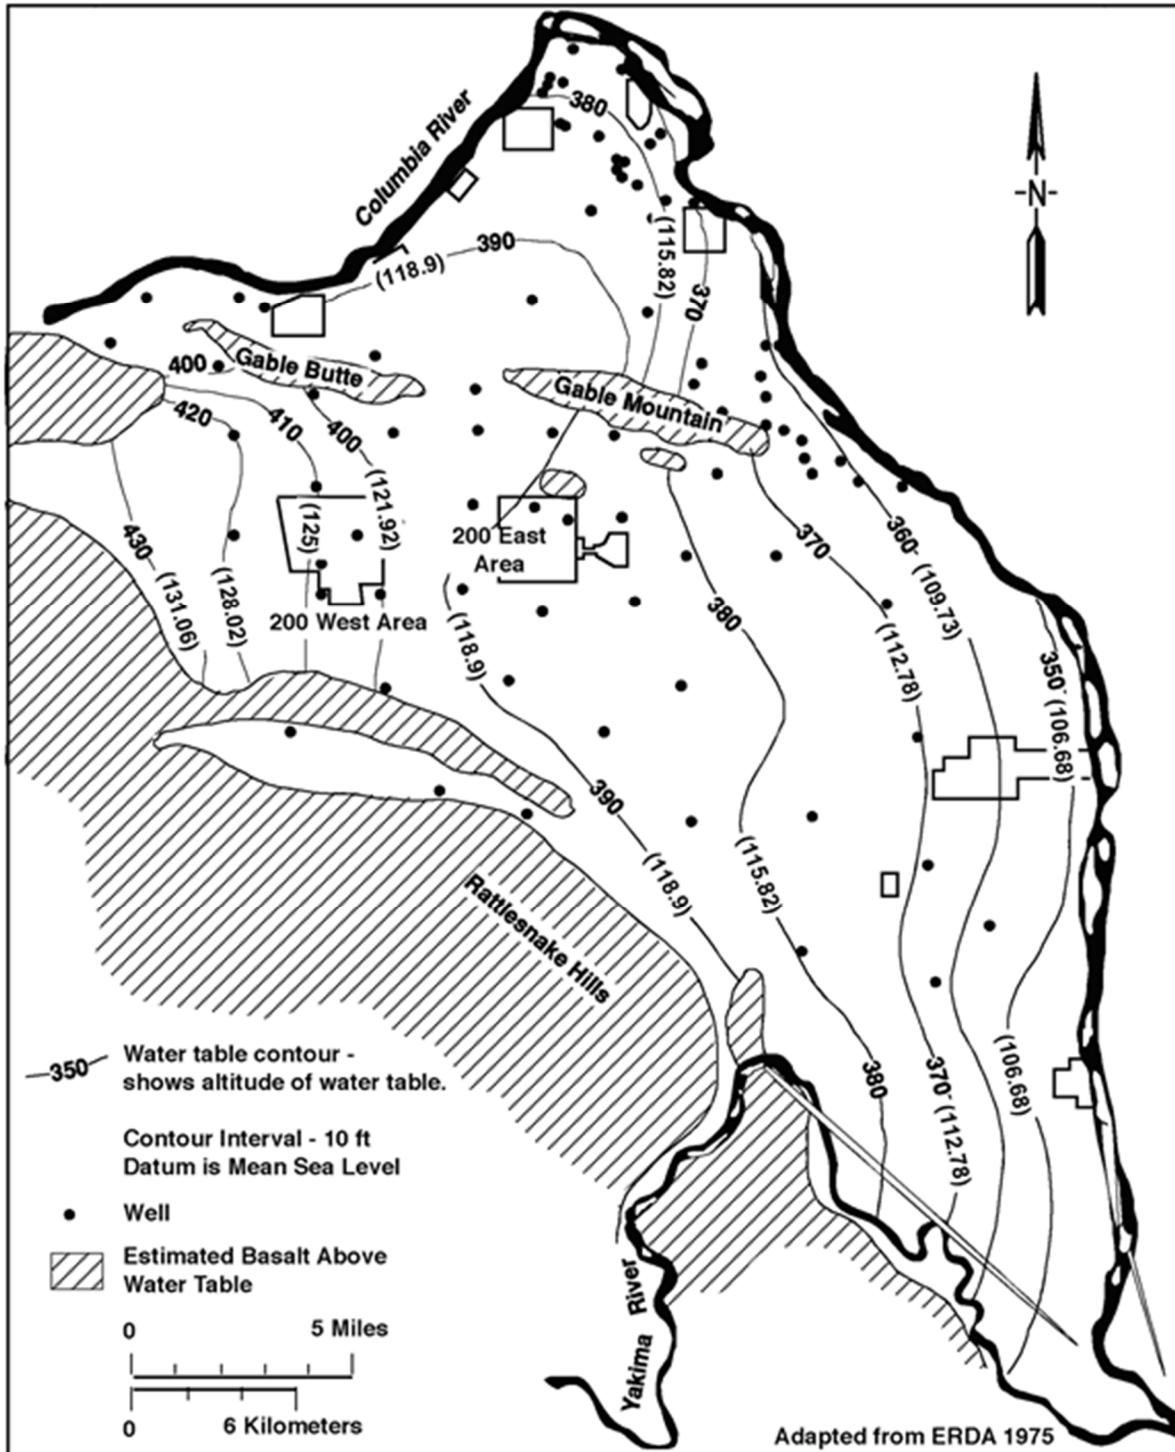 380
Columbia River
-N-
390
(118.9)
(115.82)
370
400
Gable Butte
Gable Mountain
420
410
400
(121.92)
(125)
430
(131.06)
(128.02)
200 East
Area
200 West Area
(118.9)
370
360
(109.73)
380
(112.78)
350
(106.68)
390
(118.9)
(115.82)
Rattlesnake Hills
350
Water table contour -
shows altitude of water table.
380
370
(112.78)
(106.68)
Contour Interval - 10 ft
Datum is Mean Sea Level
Well
Estimated Basalt Above
Water Table
0 5 Miles
0 6 Kilometers
Yakima River
Adapted from ERDA 1975